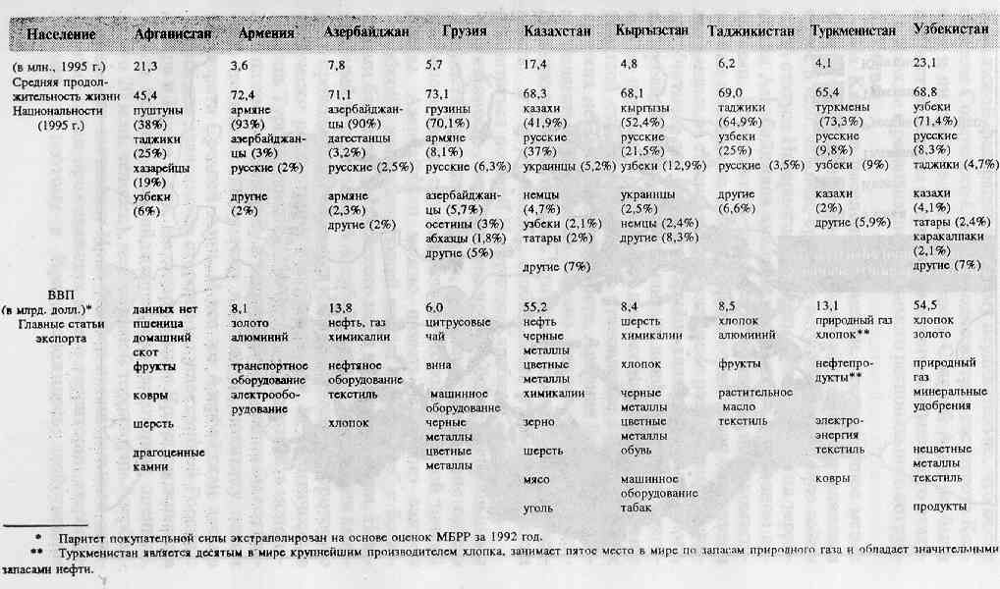 Население Афганистан Армения Азербайджан Грузия Казахстан Кыргызстан Таджикистан Туркменистан Узбекистан
(в млн., 1995 г.) 21,3 3,6 7,8 5,7 17,4 4,8 6,2 4,1 23,1
Средняя продол-
жительность жизни 45,4 72,4 71,1 73,1 68,3 68,1 69,0 65,4 68,8
Национальности пуштуны армяне азербайджан- грузины казахи кыргызы таджики туркмены узбеки
(1995 г.) (38%) (93%) цы (90%) (70,1%) (41,9%) (52,4%) (64,9%) (73,3%) (71,4%)
таджики азербайджан- дагестанцы армяне русские русские узбеки русские русские
(25%) цы (3%) (3,2%) (8,1%) (37%) (21,5%) (25%) (9,8%) (8,3%)
хазарейцы русские (2%) русские (2,5%) русские (6,3%) украинцы (5,2%) узбеки (12,9%) русские (3,5%) узбеки (9%) таджики (4,7%)
(19%)
узбеки другие армяне азербайджан- немцы украинцы другие казахи казахи
(6%) (2%) (2,3%) цы (5,7%) (4,7%) (2,5%) (6,6%) (2%) (4,1%)
другие (2%) осетины (3%) узбеки (2,1%) немцы (2,4%) другие (5,9%) татары (2,4%)
абхазцы (1,8%) татары (2%) другие (8,3%) каракалпаки
другие (5%) (2,1%)
другие (7%) другие (7%)
ВВП
(в млрд. долл.)* данных нет 8,1 13,8 6,0 55,2 8,4 8,5 13,1 54,5
Главные статьи пшеница золото нефть, газ цитрусовые нефть шерсть хлопок природный газ хлопок
экспорта домашний алюминий химикалии чай черные химикалии алюминий хлопок** золото
скот металлы
фрукты транспортное нефтяное вина цветные хлопок фрукты нефтепро- природный
оборудование оборудование металлы дукты** газ
ковры электрообо- текстиль машинное химикалии черные растительное минеральные
рудование оборудование металлы масло удобрения
шерсть хлопок черные зерно цветные текстиль электро-
металлы металлы энергия
драгоценные цветные шерсть обувь текстиль нецветные
камни металлы металлы
мясо машинное ковры текстиль
оборудование
уголь табак продукты
* Паритет покупательной силы экстраполирован на основе оценок МБРР за 1992 год.
** Туркменистан является десятым в мире крупнейшим производителем хлопка, занимает пятое место в мире по запасам природного газа и обладает значительными
запасами нефти.